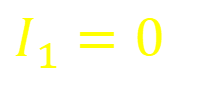 I₁ = 0